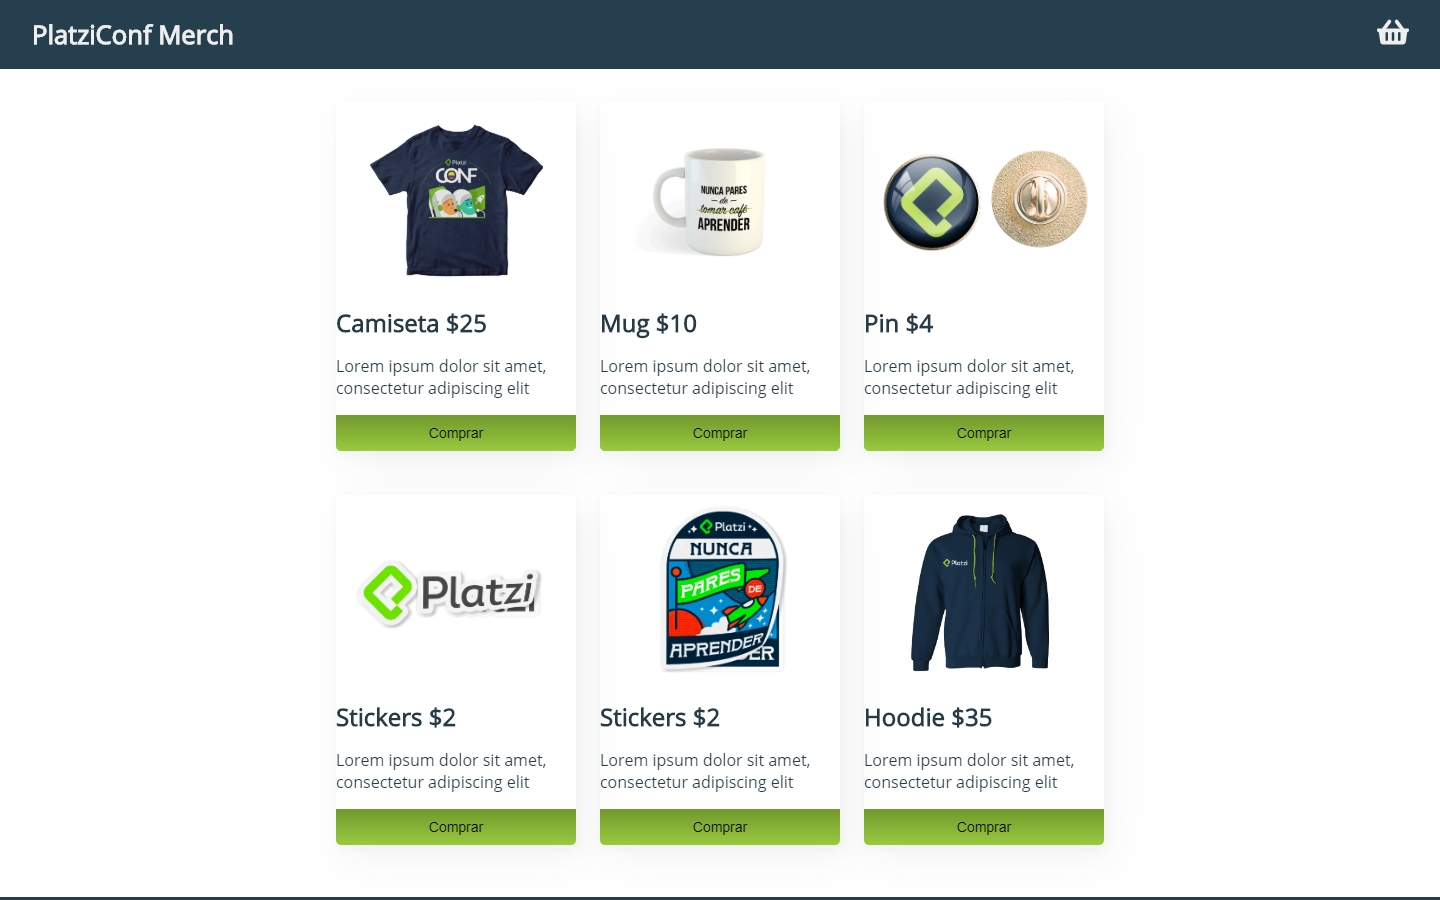 PlatziConf Merch
Platzi
CONF
NUNCA PARES
de
tomar café
APRENDER
Camiseta $25
Mug $10
Pin $4
Lorem ipsum dolor sit amet,
consectetur adipiscing elit
Lorem ipsum dolor sit amet,
consectetur adipiscing elit
Lorem ipsum dolor sit amet,
consectetur adipiscing elit
Comprar
Comprar
Comprar
Platzi
Platzi
NUNCA
PARES
DE
APRENDER
ER
Platzi
Stickers $2
Stickers $2
Hoodie $35
Lorem ipsum dolor sit amet,
consectetur adipiscing elit
Lorem ipsum dolor sit amet,
consectetur adipiscing elit
Lorem ipsum dolor sit amet,
consectetur adipiscing elit
Comprar
Comprar
Comprar